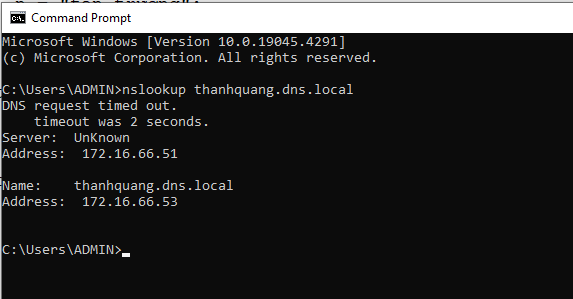 Command Prompt
Microsoft Windows [Version 10.0.19045.4291]
(c) Microsoft Corporation. All rights reserved.
C:\Users\ADMIN>nslookup thanhquang.dns.local
DNS request timed out.
    timeout was 2 seconds.
Server:  UnKnown
Address:  172.16.66.51
Name:    thanhquang.dns.local
Address:  172.16.66.53
C:\Users\ADMIN>